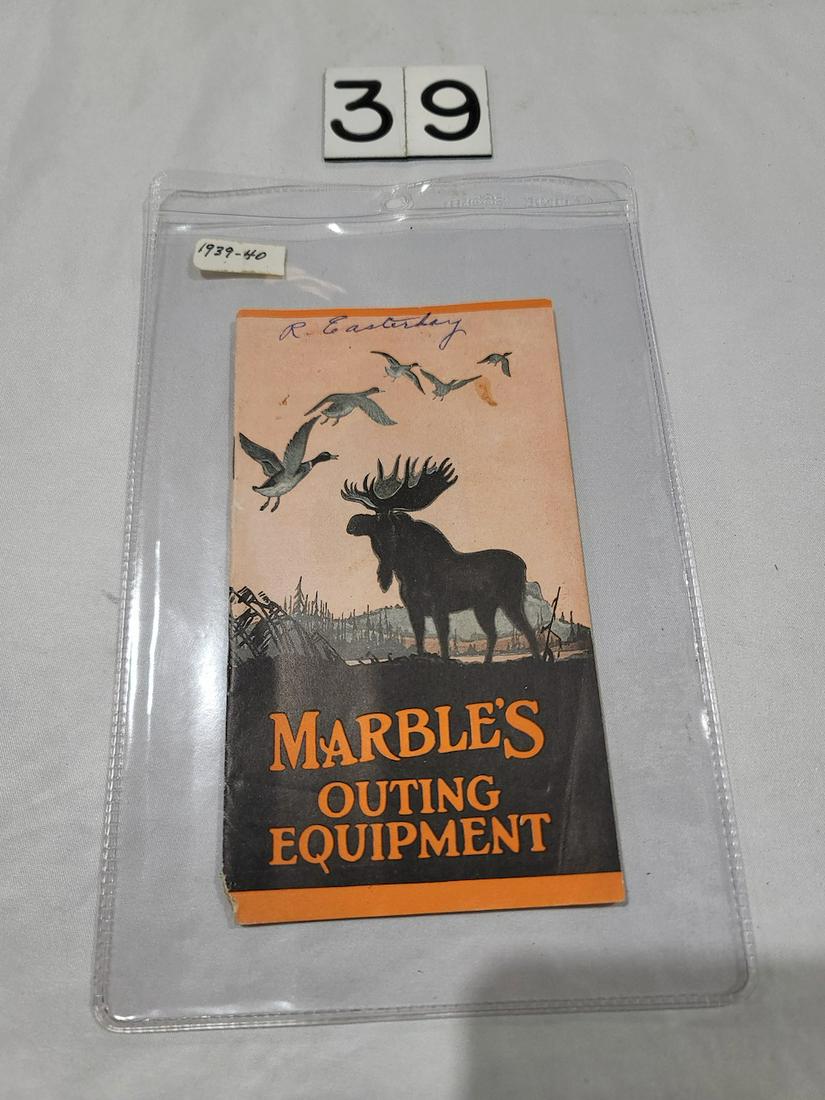 39
1939-40
R. Easterday
MARBLE'S
OUTING
EQUIPMENT